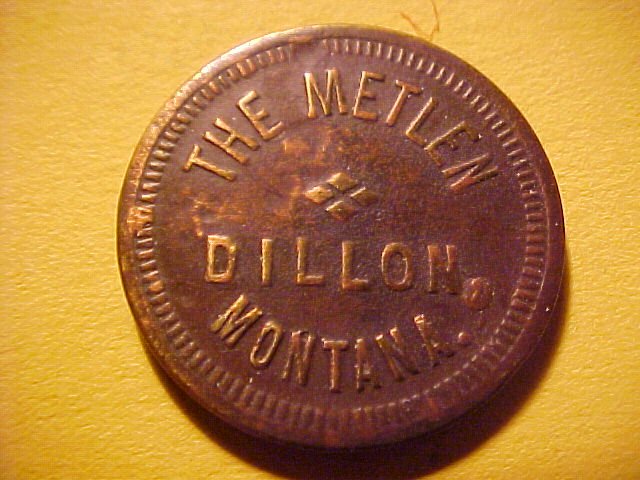 THE METLEN
DILLON,
MONTANA.